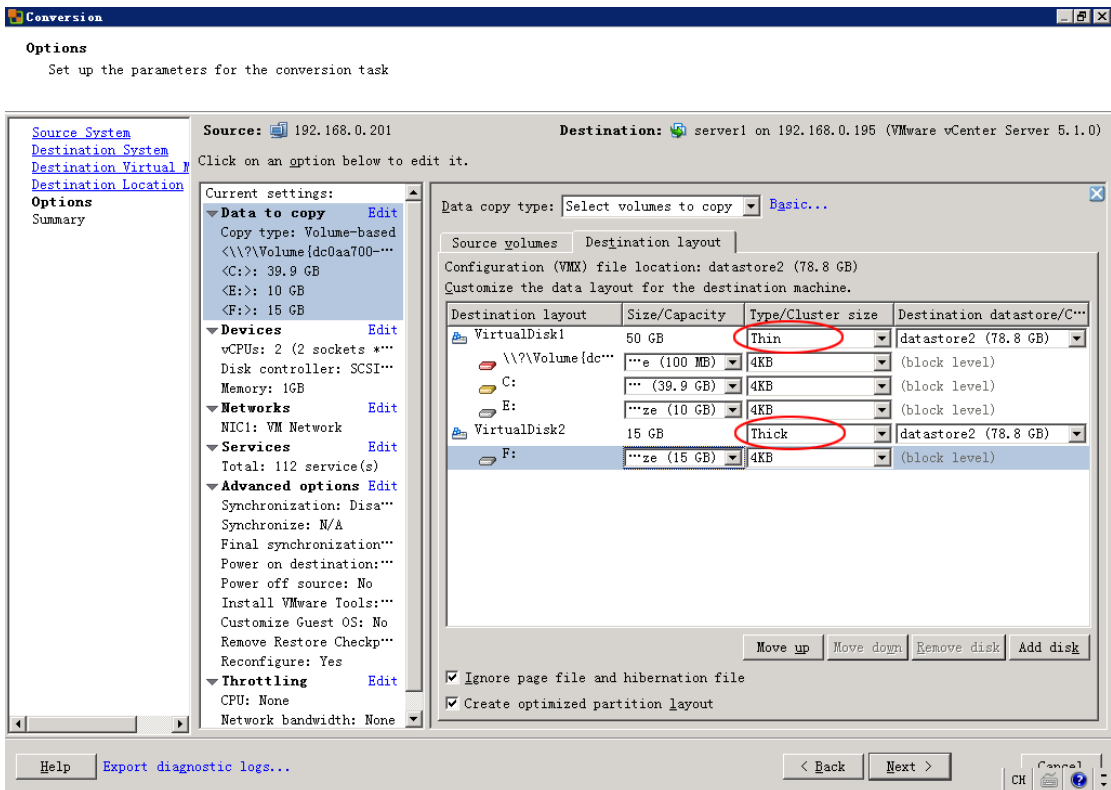 Conversion
Options
Set up the parameters for the conversion task
Source System
Destination System
Destination Virtual M
Destination Location
Options
Summary
Source: 192.168.0.201
Destination: server1 on 192.168.0.195 (VMware vCenter Server 5.1.0)
Click on an option below to edit it.
Current settings:
Data to copy Edit
Copy type: Volume-based
<\\?\Volume{dc0aa700-…
<C:>: 39.9 GB
<E:>: 10 GB
<F:>: 15 GB
Devices Edit
vCPUs: 2 (2 sockets *…
Disk controller: SCSI…
Memory: 1GB
Networks Edit
NIC1: VM Network
Services Edit
Total: 112 service(s)
Advanced options Edit
Synchronization: Disa…
Synchronize: N/A
Final synchronization…
Power on destination:…
Power off source: No
Install VMware Tools:…
Customize Guest OS: No
Remove Restore Checkp…
Reconfigure: Yes
Throttling Edit
CPU: None
Network bandwidth: None
Data copy type: Select volumes to copy Basic...
Source volumes Destination layout
Configuration (VMX) file location: datastore2 (78.8 GB)
Customize the data layout for the destination machine.
Destination layout Size/Capacity Type/Cluster size Destination datastore/C…
VirtualDisk1 50 GB Thin datastore2 (78.8 GB)
\\?\Volume{dc… …e (100 MB) 4KB (block level)
C: … (39.9 GB) 4KB (block level)
E: …ze (10 GB) 4KB (block level)
VirtualDisk2 15 GB Thick datastore2 (78.8 GB)
F: …ze (15 GB) 4KB (block level)
Move up Move down Remove disk Add disk
Ignore page file and hibernation file
Create optimized partition layout
Help Export diagnostic logs... < Back Next > Cancel
CH